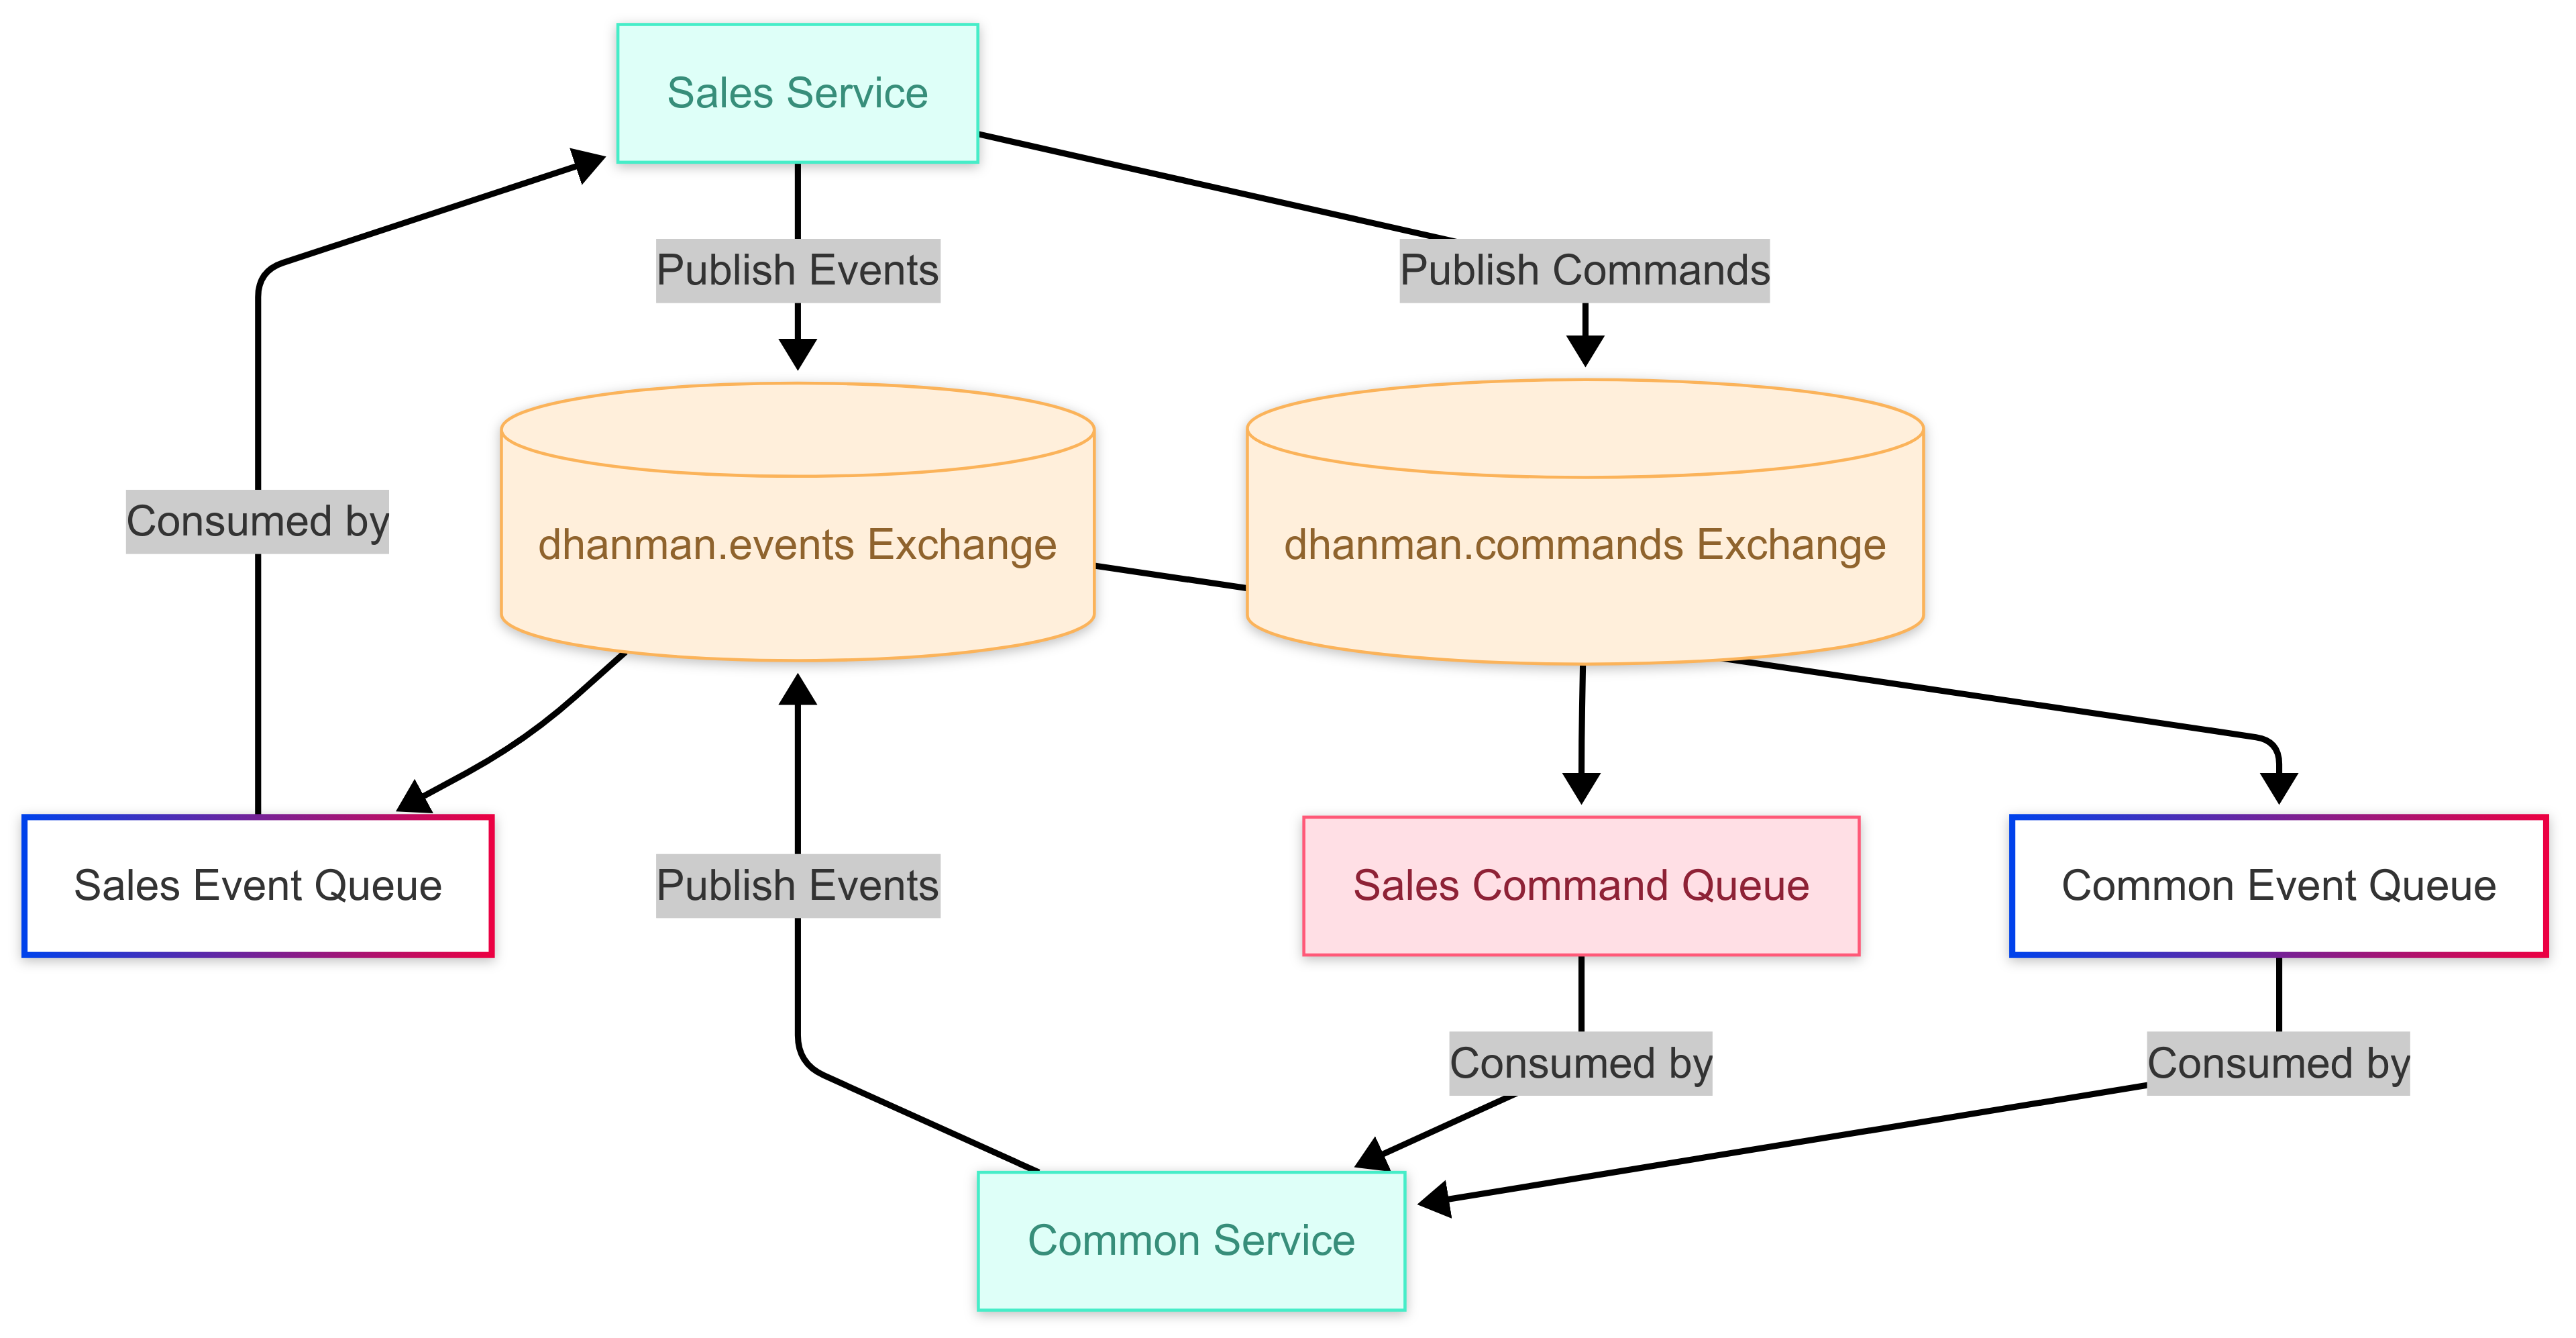 Sales Service
Publish Events
Publish Commands
Consumed by
dhanman.events Exchange
dhanman.commands Exchange
Sales Event Queue
Publish Events
Sales Command Queue
Common Event Queue
Consumed by
Consumed by
Common Service